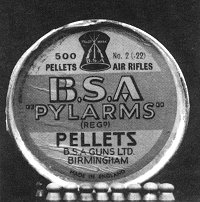 500 No. 2 (.22)
PELLETS AIR RIFLES
B.S.A
"PYLARMS"
(REGD)
PELLETS
B.S.A GUNS LTD.
BIRMINGHAM
MADE IN ENGLAND